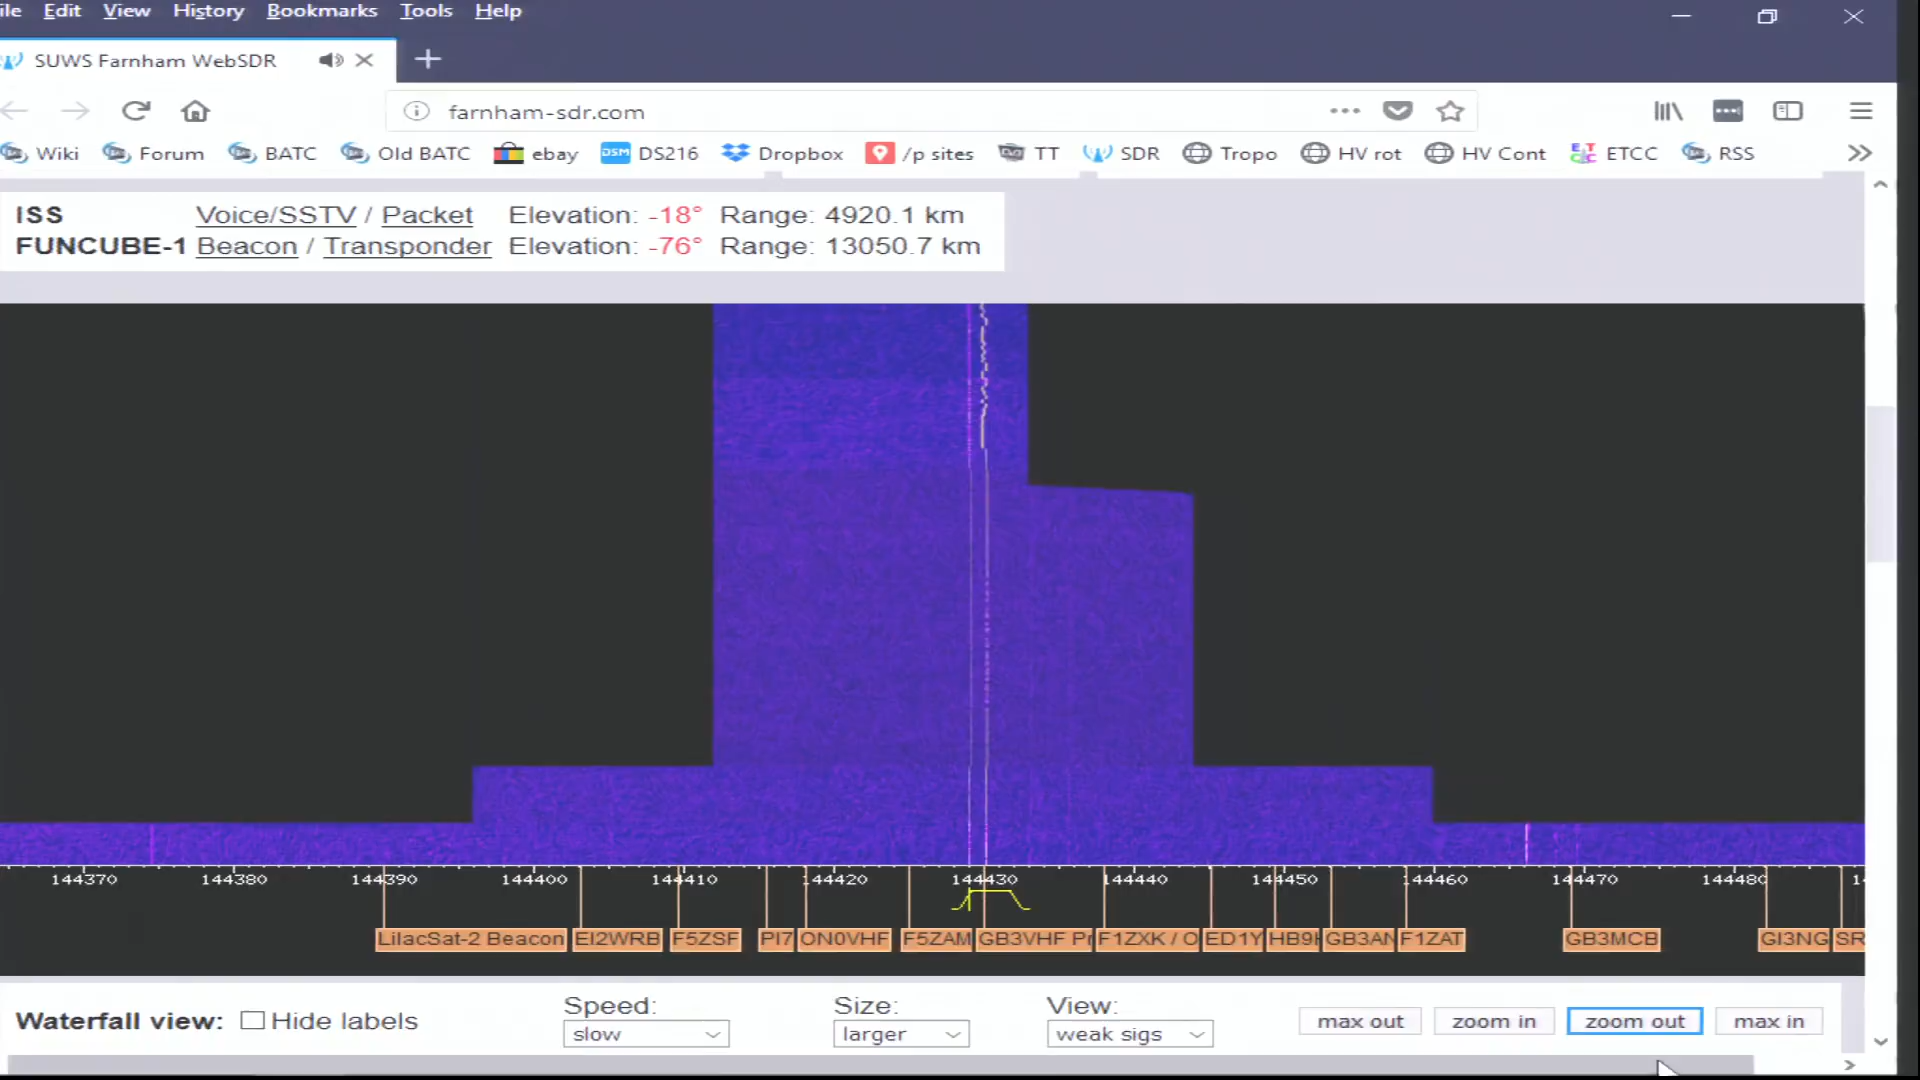 ile Edit View History Bookmarks Tools Help
SUWS Farnham WebSDR
farnham-sdr.com
Wiki Forum BATC Old BATC ebay DSM DS216 Dropbox /p sites TT SDR Tropo HV rot HV Cont ETCC RSS
ISS Voice/SSTV / Packet Elevation: -18° Range: 4920.1 km
FUNCUBE-1 Beacon / Transponder Elevation: -76° Range: 13050.7 km
144370 144380 144390 144400 144410 144420 144430 144440 144450 144460 144470 144480
LilacSat-2 Beacon EI2WRB F5ZSF PI7 ON0VHF F5ZAM GB3VHF Pr F1ZXK / O ED1Y HB9 GB3AN F1ZAT GB3MCB GI3NG SR
Speed: Size: View:
Waterfall view: Hide labels slow larger weak sigs max out zoom in zoom out max in